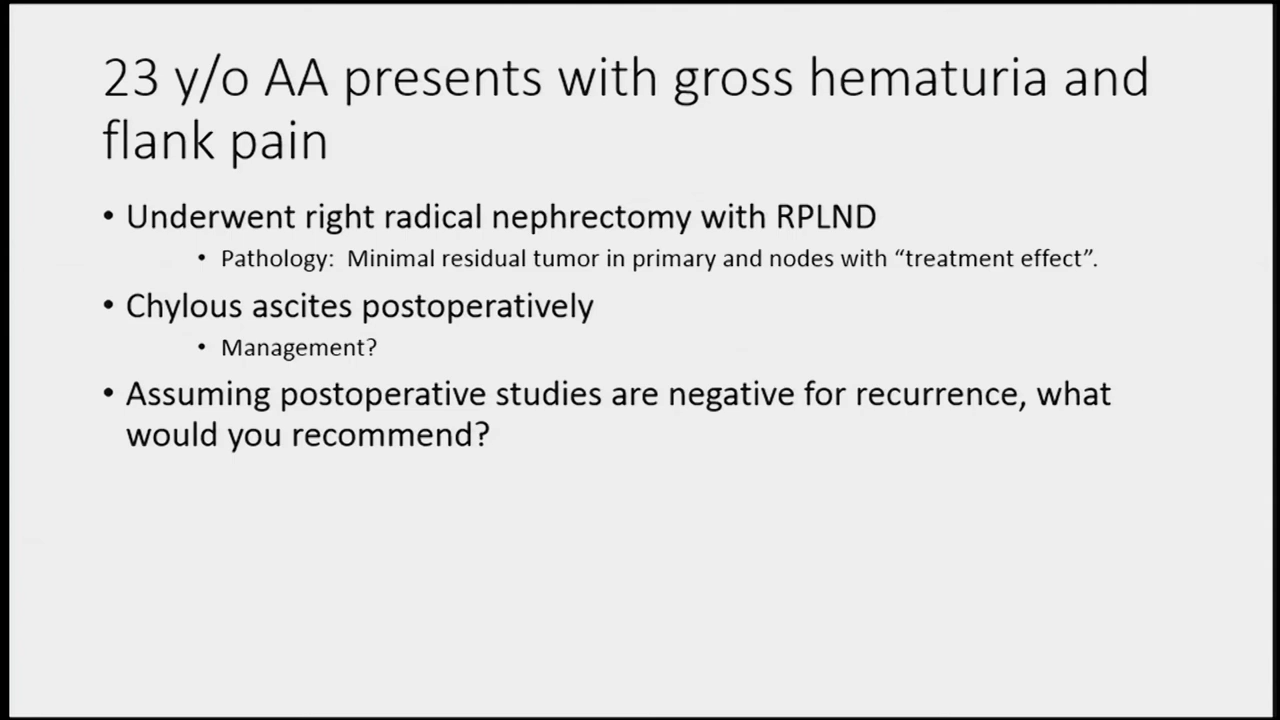 23 y/o AA presents with gross hematuria and
flank pain
• Underwent right radical nephrectomy with RPLND
• Pathology:  Minimal residual tumor in primary and nodes with “treatment effect”.
• Chylous ascites postoperatively
• Management?
• Assuming postoperative studies are negative for recurrence, what
would you recommend?